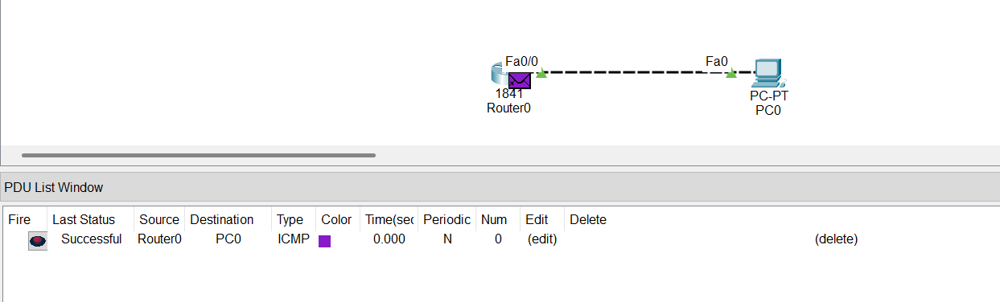 Fa0/0 Fa0
1841 PC-PT
Router0 PC0
PDU List Window
Fire Last Status Source Destination Type Color Time(sec Periodic Num Edit Delete
Successful Router0 PC0 ICMP 0.000 N 0 (edit) (delete)